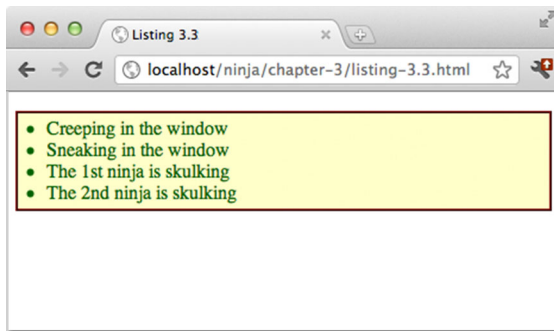 Listing 3.3
localhost/ninja/chapter-3/listing-3.3.html
Creeping in the window
Sneaking in the window
The 1st ninja is skulking
The 2nd ninja is skulking